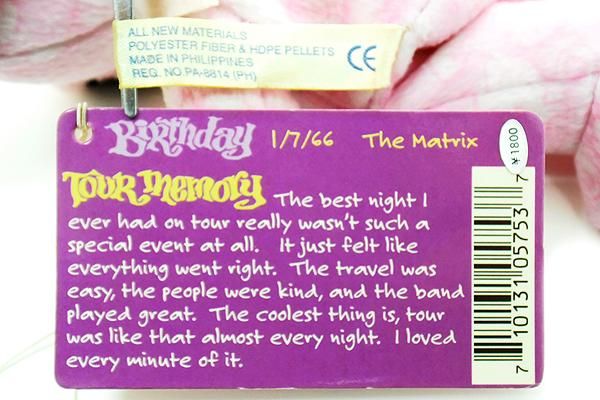 ALL NEW MATERIALS
POLYESTER FIBER & HDPE PELLETS
MADE IN PHILIPPINES
REG. NO.PA-8814 (PH)
CE
Birthday 1/7/66 The Matrix
¥1800
Tour Memory The best night I
ever had on tour really wasn't such a
special event at all. It just felt like
everything went right. The travel was
easy, the people were kind, and the band
played great. The coolest thing is, tour
was like that almost every night. I loved
every minute of it.
7 10131 05753 7